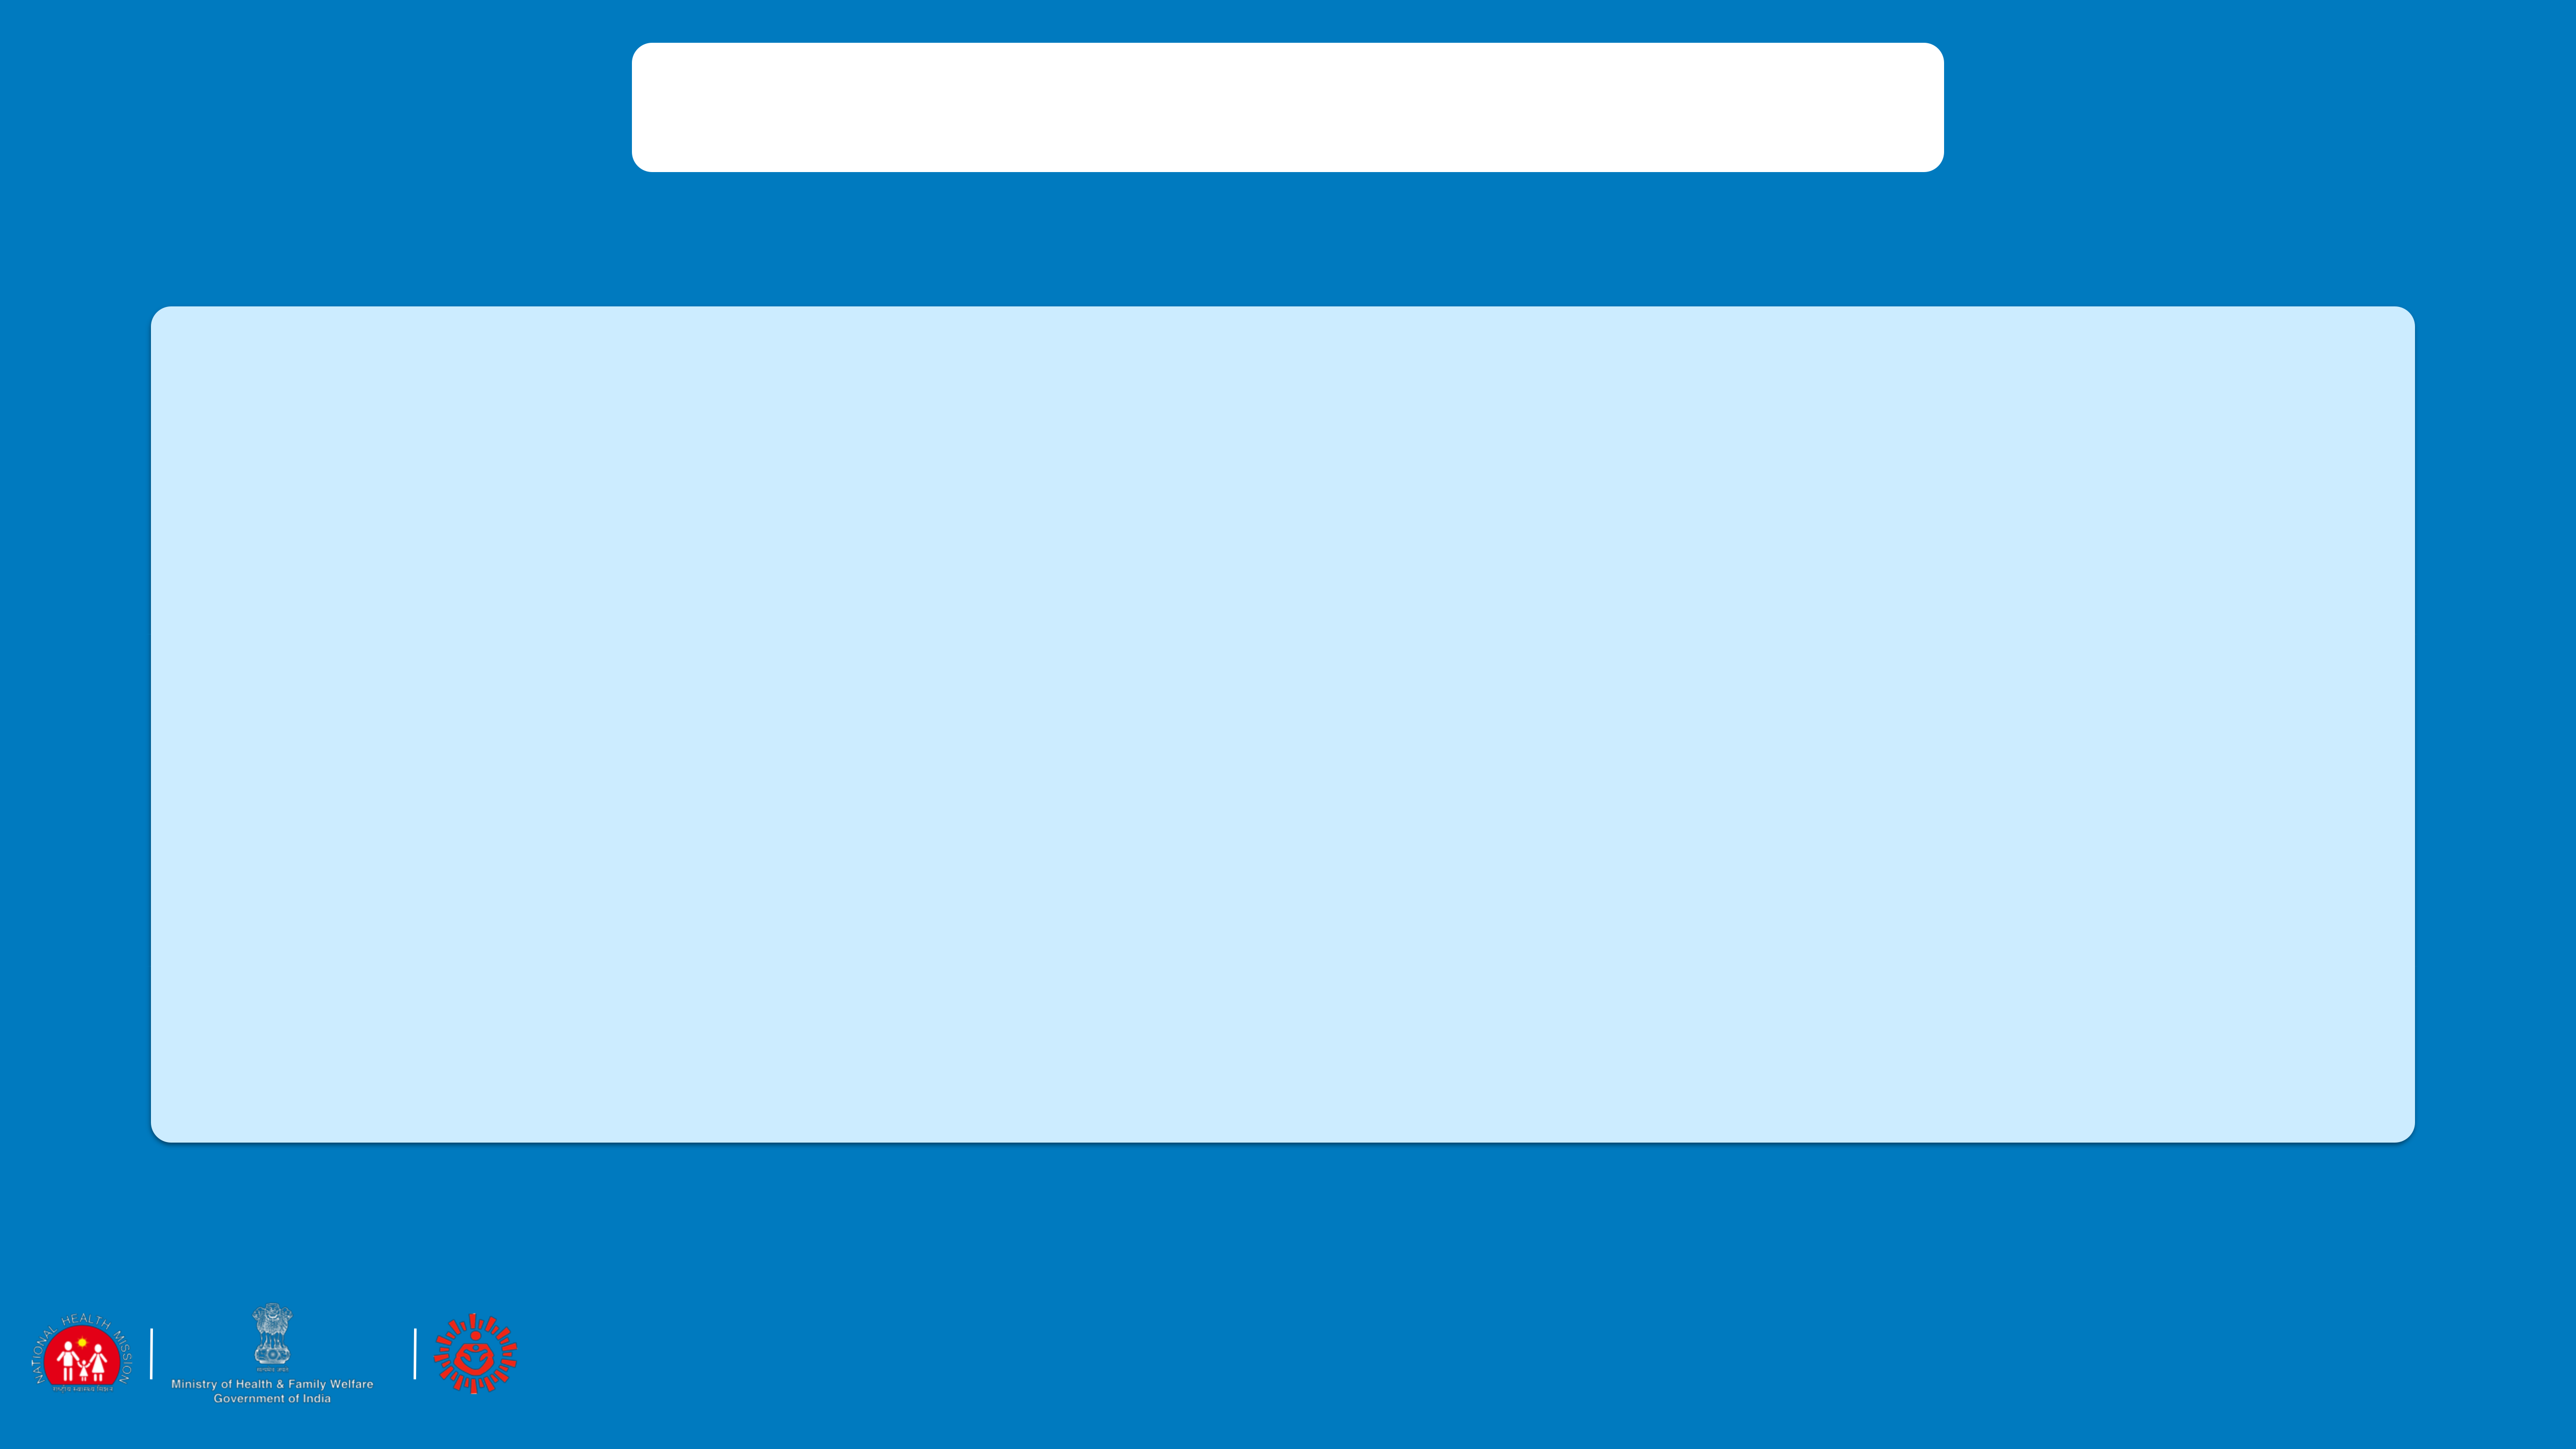 NATIONAL HEALTH MISSION
Ministry of Health & Family Welfare
Government of India